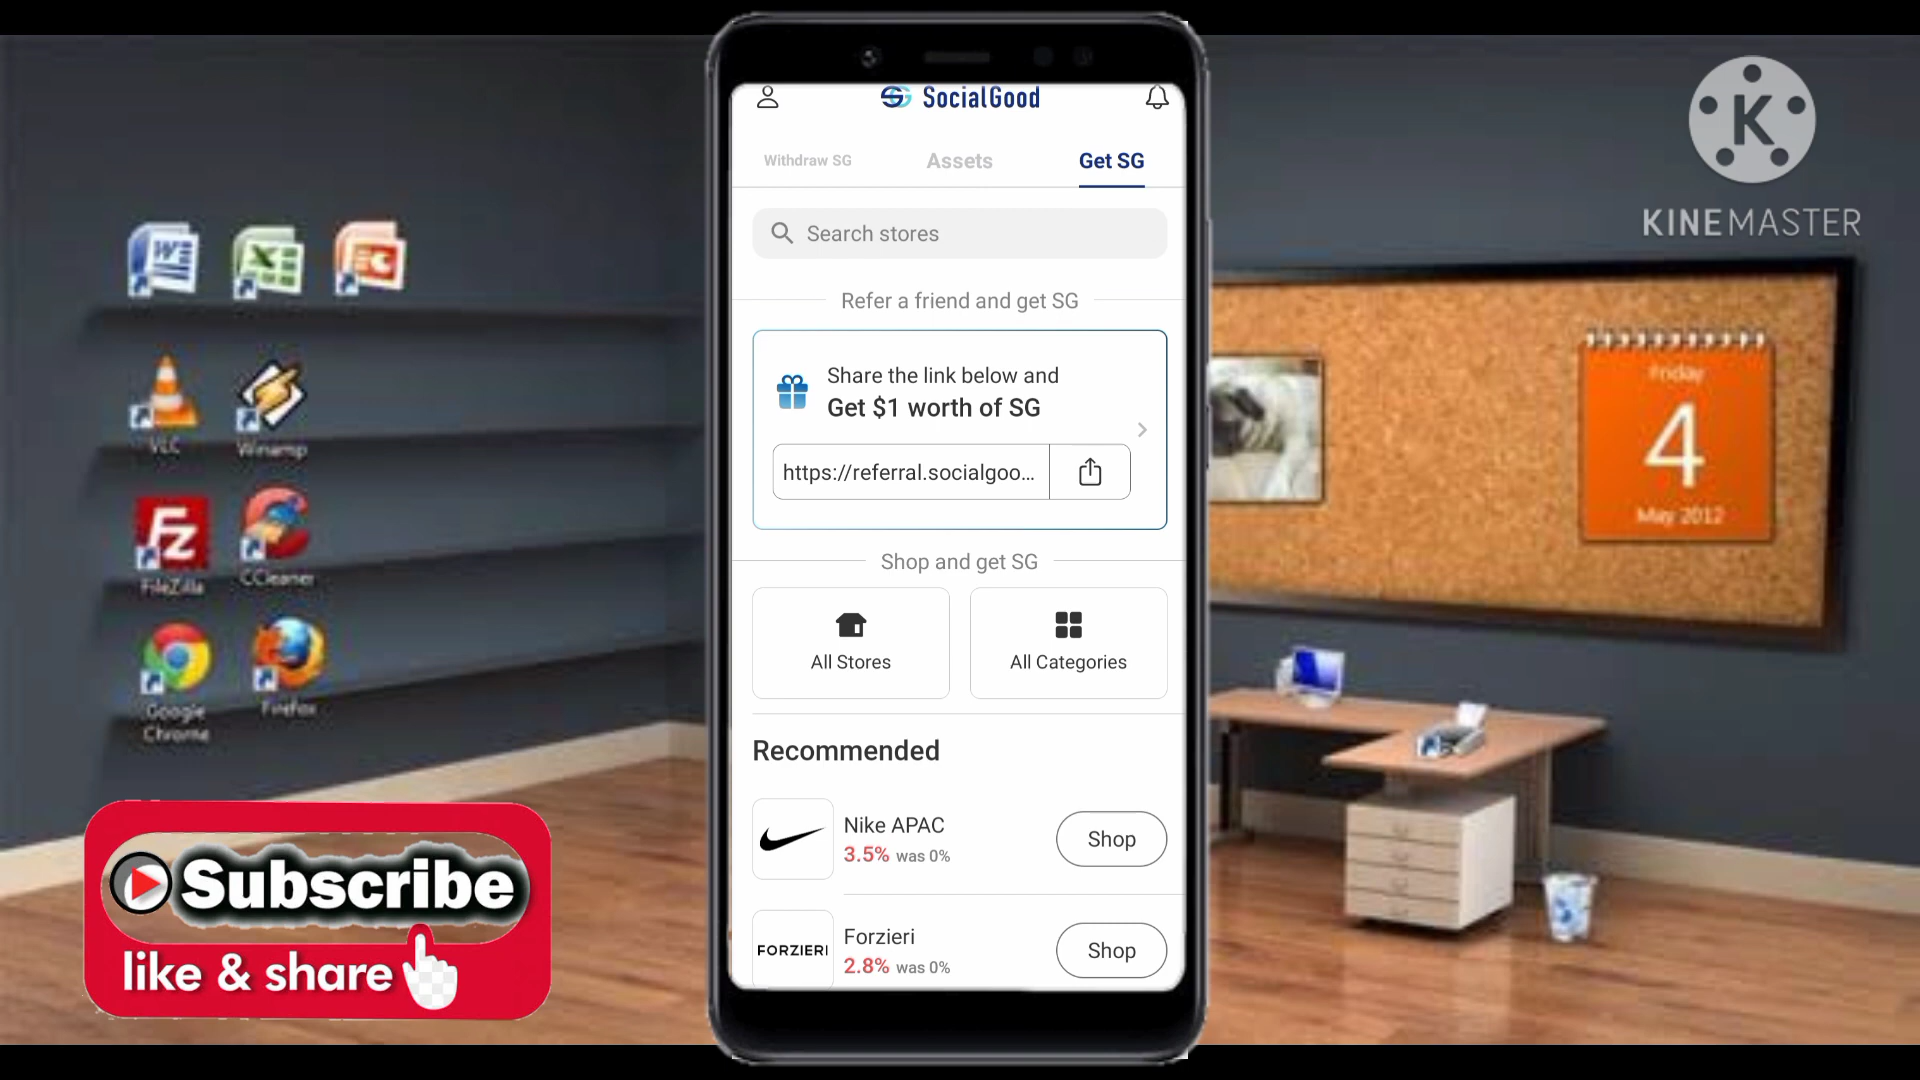 SocialGood
Withdraw SG
Assets
Get SG
Search stores
Refer a friend and get SG
Share the link below and
Get $1 worth of SG
https://referral.socialgoo...
Shop and get SG
All Stores
All Categories
Recommended
Nike APAC
3.5% was 0%
Shop
FORZIERI
Forzieri
2.8% was 0%
Shop
VLC
Winamp
Fz
FileZilla
CCleaner
Google
Chrome
Firefox
Subscribe
like & share
K
KINEMASTER
Friday
4
May 2012